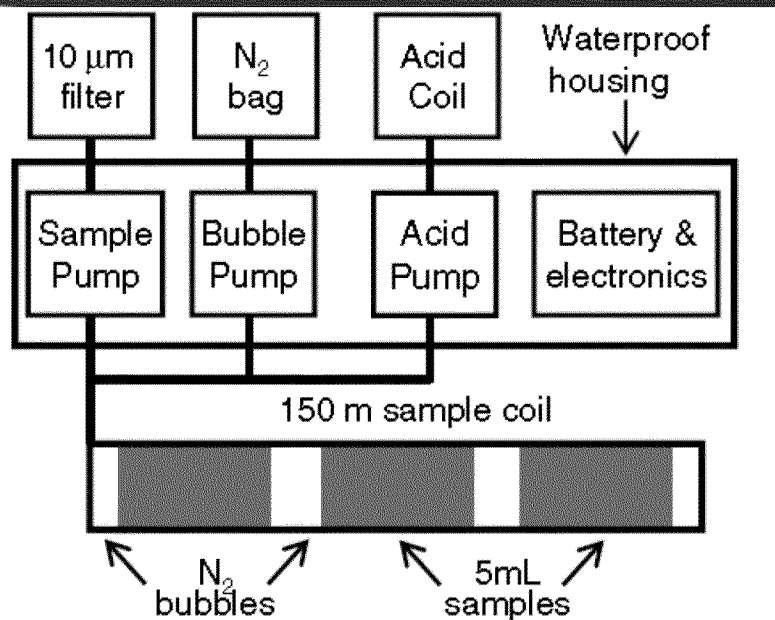 10 μm
filter
N₂
bag
Acid
Coil
Waterproof
housing
Sample
Pump
Bubble
Pump
Acid
Pump
Battery &
electronics
150 m sample coil
N₂
bubbles
5mL
samples